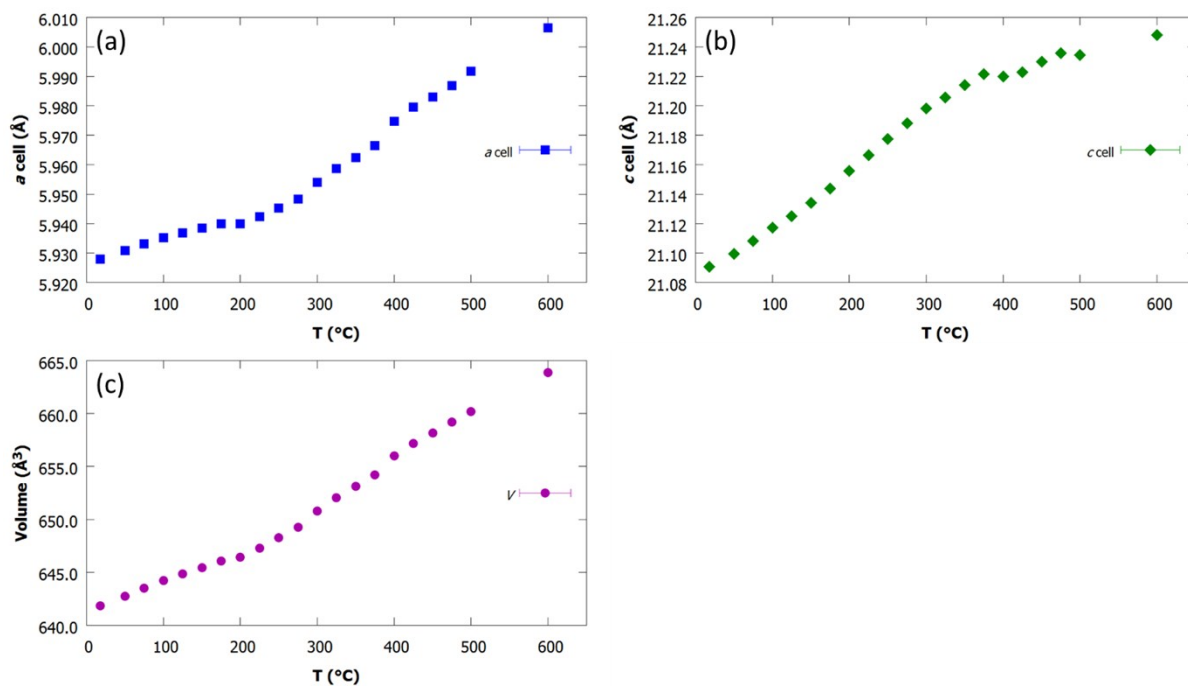 (a)
6.010
6.000
5.990
5.980
5.970
5.960
5.950
5.940
5.930
5.920
a cell (Å)
a cell
0 100 200 300 400 500 600
T (°C)
(b)
21.26
21.24
21.22
21.20
21.18
21.16
21.14
21.12
21.10
21.08
c cell (Å)
c cell
0 100 200 300 400 500 600
T (°C)
(c)
665.0
660.0
655.0
650.0
645.0
640.0
Volume (Å³)
V
0 100 200 300 400 500 600
T (°C)